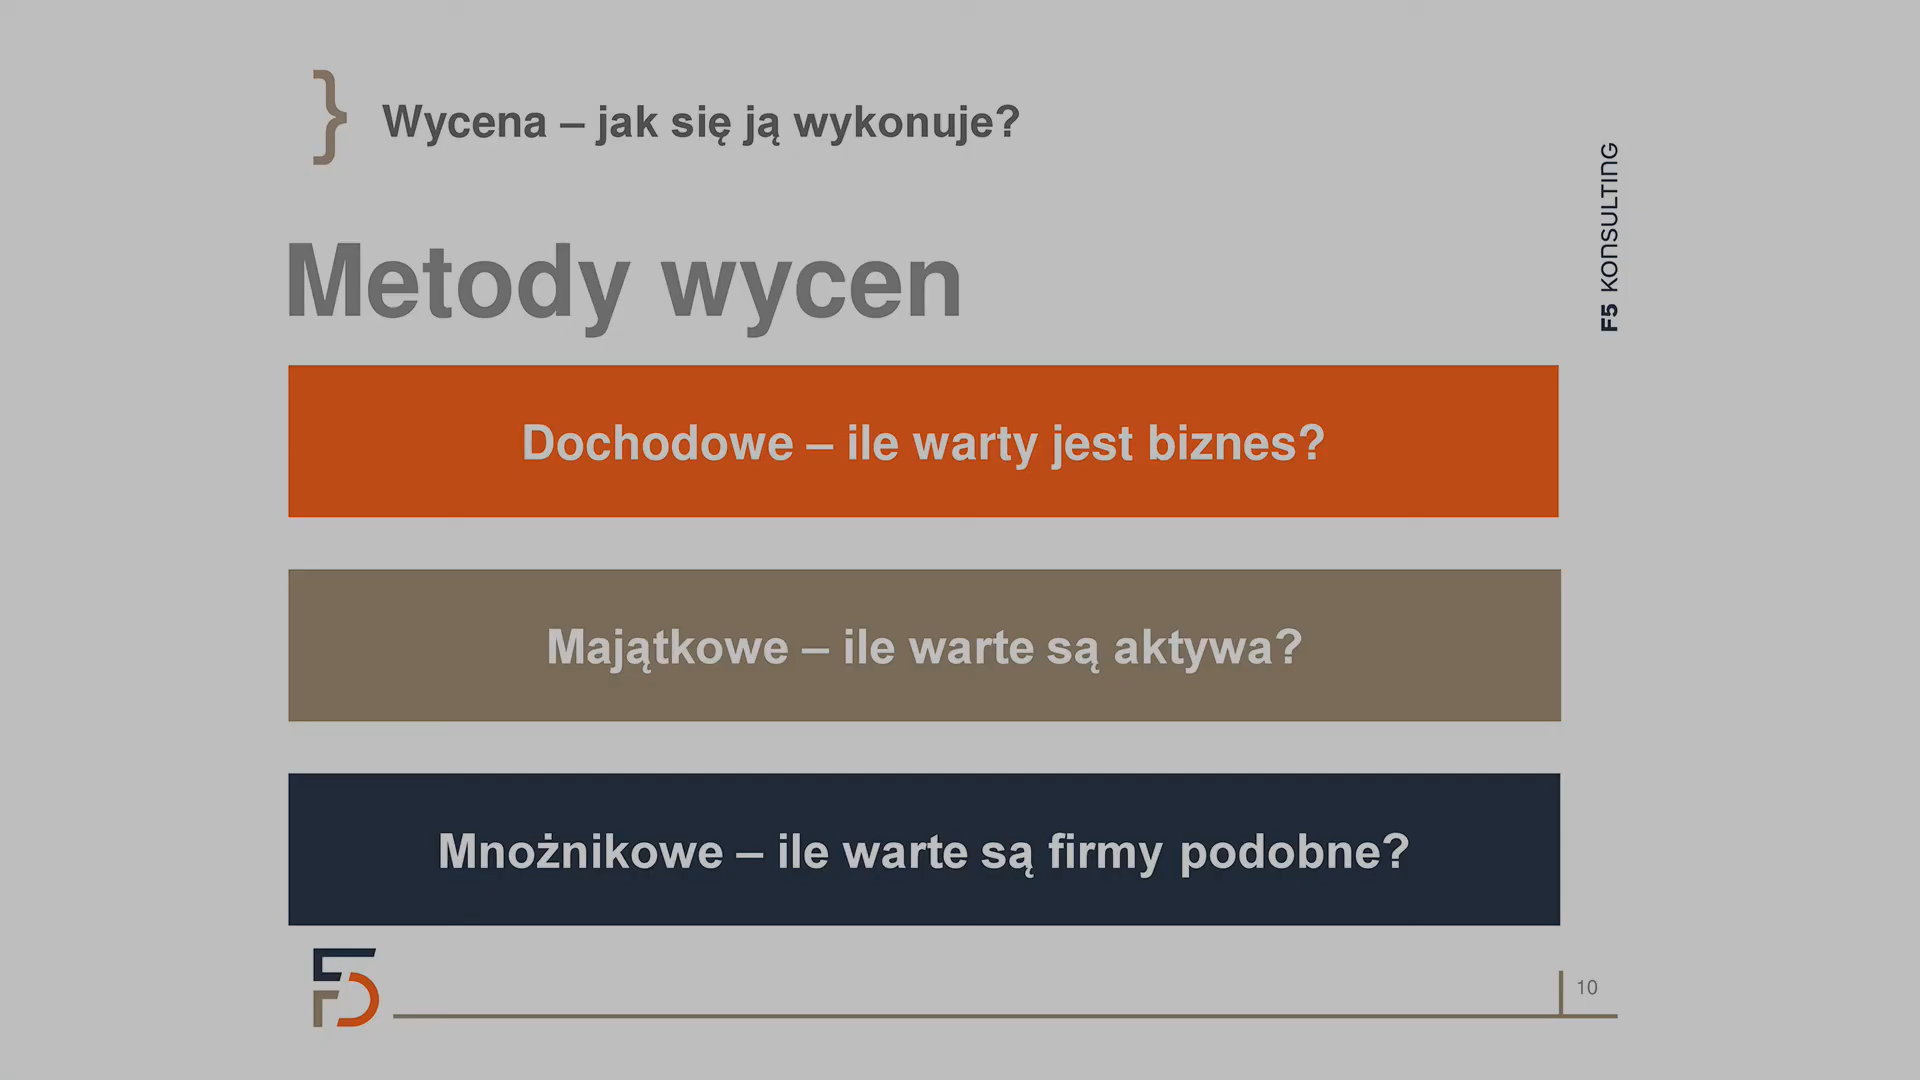 } Wycena – jak się ją wykonuje?
F5 KONSULTING
Metody wycen
Dochodowe – ile warty jest biznes?
Majątkowe – ile warte są aktywa?
Mnożnikowe – ile warte są firmy podobne?
F5
10